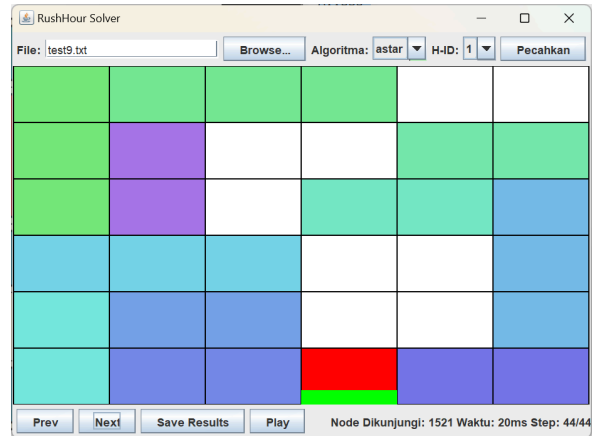 RushHour Solver
File: test9.txt Browse... Algoritma: astar H-ID: 1 Pecahkan
Prev Next Save Results Play Node Dikunjungi: 1521 Waktu: 20ms Step: 44/44